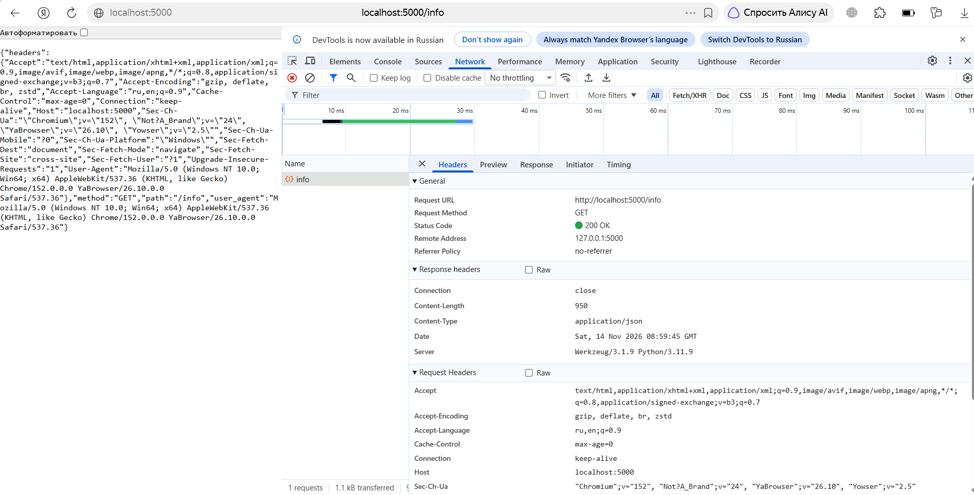 localhost:5000
localhost:5000/info
Спросить Алису AI
Автоформатировать
{"headers":
{"Accept":"text/html,application/xhtml+xml,application/xml;q=
0.9,image/avif,image/webp,image/apng,*/*;q=0.8,application/si
gned-exchange;v=b3;q=0.7","Accept-Encoding":"gzip, deflate,
br, zstd","Accept-Language":"ru,en;q=0.9","Cache-
Control":"max-age=0","Connection":"keep-
alive","Host":"localhost:5000","Sec-Ch-
Ua":"\"Chromium\";v=\"152\", \"Not?A_Brand\";v=\"24\",
\"YaBrowser\";v=\"26.10\", \"Yowser\";v=\"2.5\"","Sec-Ch-Ua-
Mobile":"?0","Sec-Ch-Ua-Platform":"\"Windows\"","Sec-Fetch-
Dest":"document","Sec-Fetch-Mode":"navigate","Sec-Fetch-
Site":"cross-site","Sec-Fetch-User":"?1","Upgrade-Insecure-
Requests":"1","User-Agent":"Mozilla/5.0 (Windows NT 10.0;
Win64; x64) AppleWebKit/537.36 (KHTML, like Gecko)
Chrome/152.0.0.0 YaBrowser/26.10.0.0
Safari/537.36"},"method":"GET","path":"/info","user_agent":"M
ozilla/5.0 (Windows NT 10.0; Win64; x64) AppleWebKit/537.36
(KHTML, like Gecko) Chrome/152.0.0.0 YaBrowser/26.10.0.0
Safari/537.36"}
DevTools is now available in Russian
Don't show again
Always match Yandex Browser's language
Switch DevTools to Russian
Elements Console Sources Network Performance Memory Application Security Lighthouse Recorder
Keep log Disable cache No throttling
Filter Invert More filters All Fetch/XHR Doc CSS JS Font Img Media Manifest Socket Wasm Other
10 ms 20 ms 30 ms 40 ms 50 ms 60 ms 70 ms 80 ms 90 ms 100 ms
Name
info
1 requests 1.1 kB transferred
Headers Preview Response Initiator Timing
General
Request URL http://localhost:5000/info
Request Method GET
Status Code 200 OK
Remote Address 127.0.0.1:5000
Referrer Policy no-referrer
Response headers Raw
Connection close
Content-Length 950
Content-Type application/json
Date Sat, 14 Nov 2026 08:59:45 GMT
Server Werkzeug/3.1.9 Python/3.11.9
Request Headers Raw
Accept text/html,application/xhtml+xml,application/xml;q=0.9,image/avif,image/webp,image/apng,*/*;
q=0.8,application/signed-exchange;v=b3;q=0.7
Accept-Encoding gzip, deflate, br, zstd
Accept-Language ru,en;q=0.9
Cache-Control max-age=0
Connection keep-alive
Host localhost:5000
Sec-Ch-Ua "Chromium";v="152", "Not?A_Brand";v="24", "YaBrowser";v="26.10", "Yowser";v="2.5"